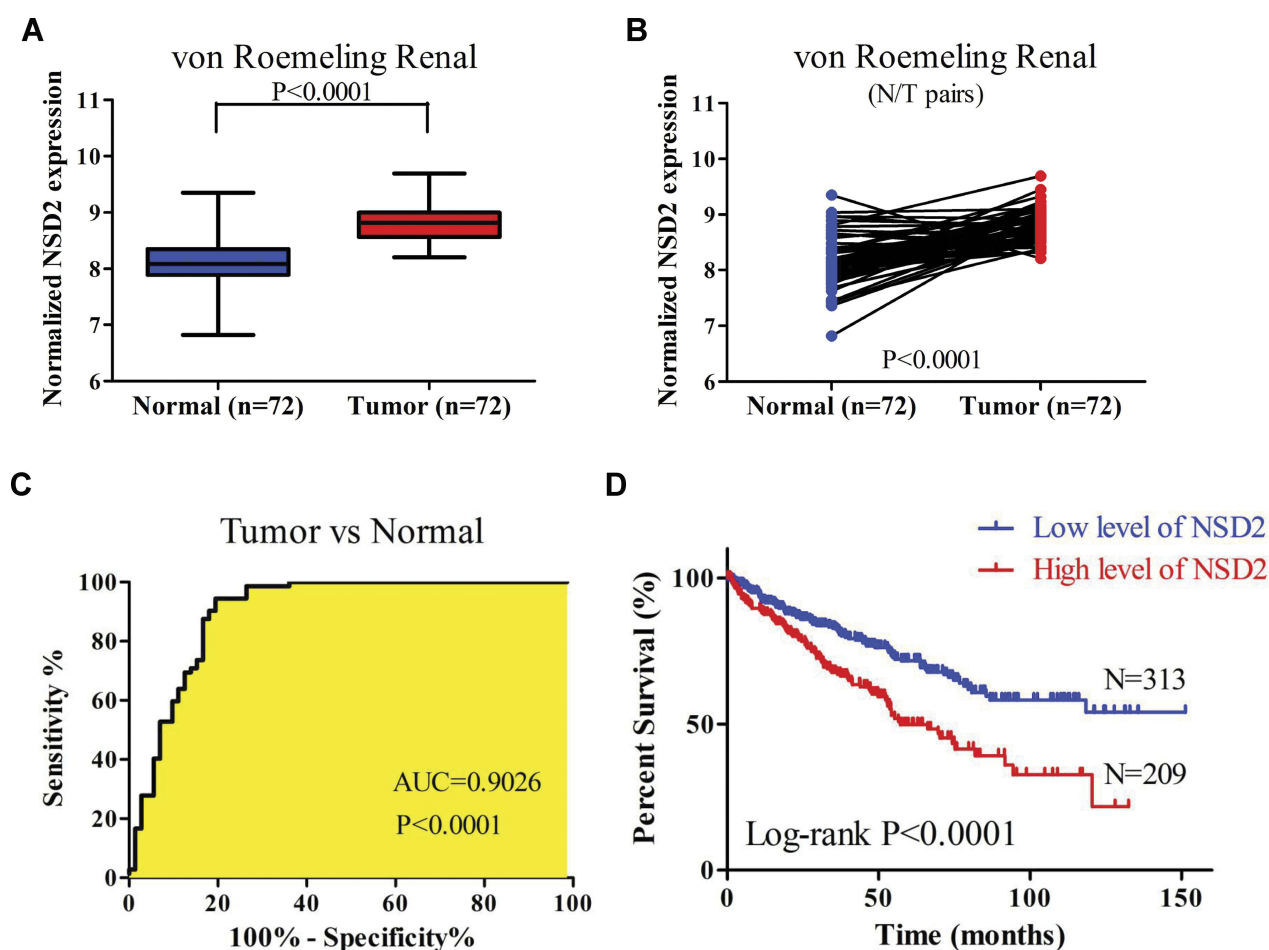 A
von Roemeling Renal
P<0.0001
Normalized NSD2 expression
11
10
9
8
7
6
Normal (n=72)
Tumor (n=72)
B
von Roemeling Renal
(N/T pairs)
Normalized NSD2 expression
11
10
9
8
7
6
P<0.0001
Normal (n=72)
Tumor (n=72)
C
Tumor vs Normal
Sensitivity %
100
80
60
40
20
0
AUC=0.9026
P<0.0001
0 20 40 60 80 100
100% - Specificity%
D
Low level of NSD2
High level of NSD2
Percent Survival (%)
100
50
0
N=313
N=209
Log-rank P<0.0001
0 50 100 150
Time (months)